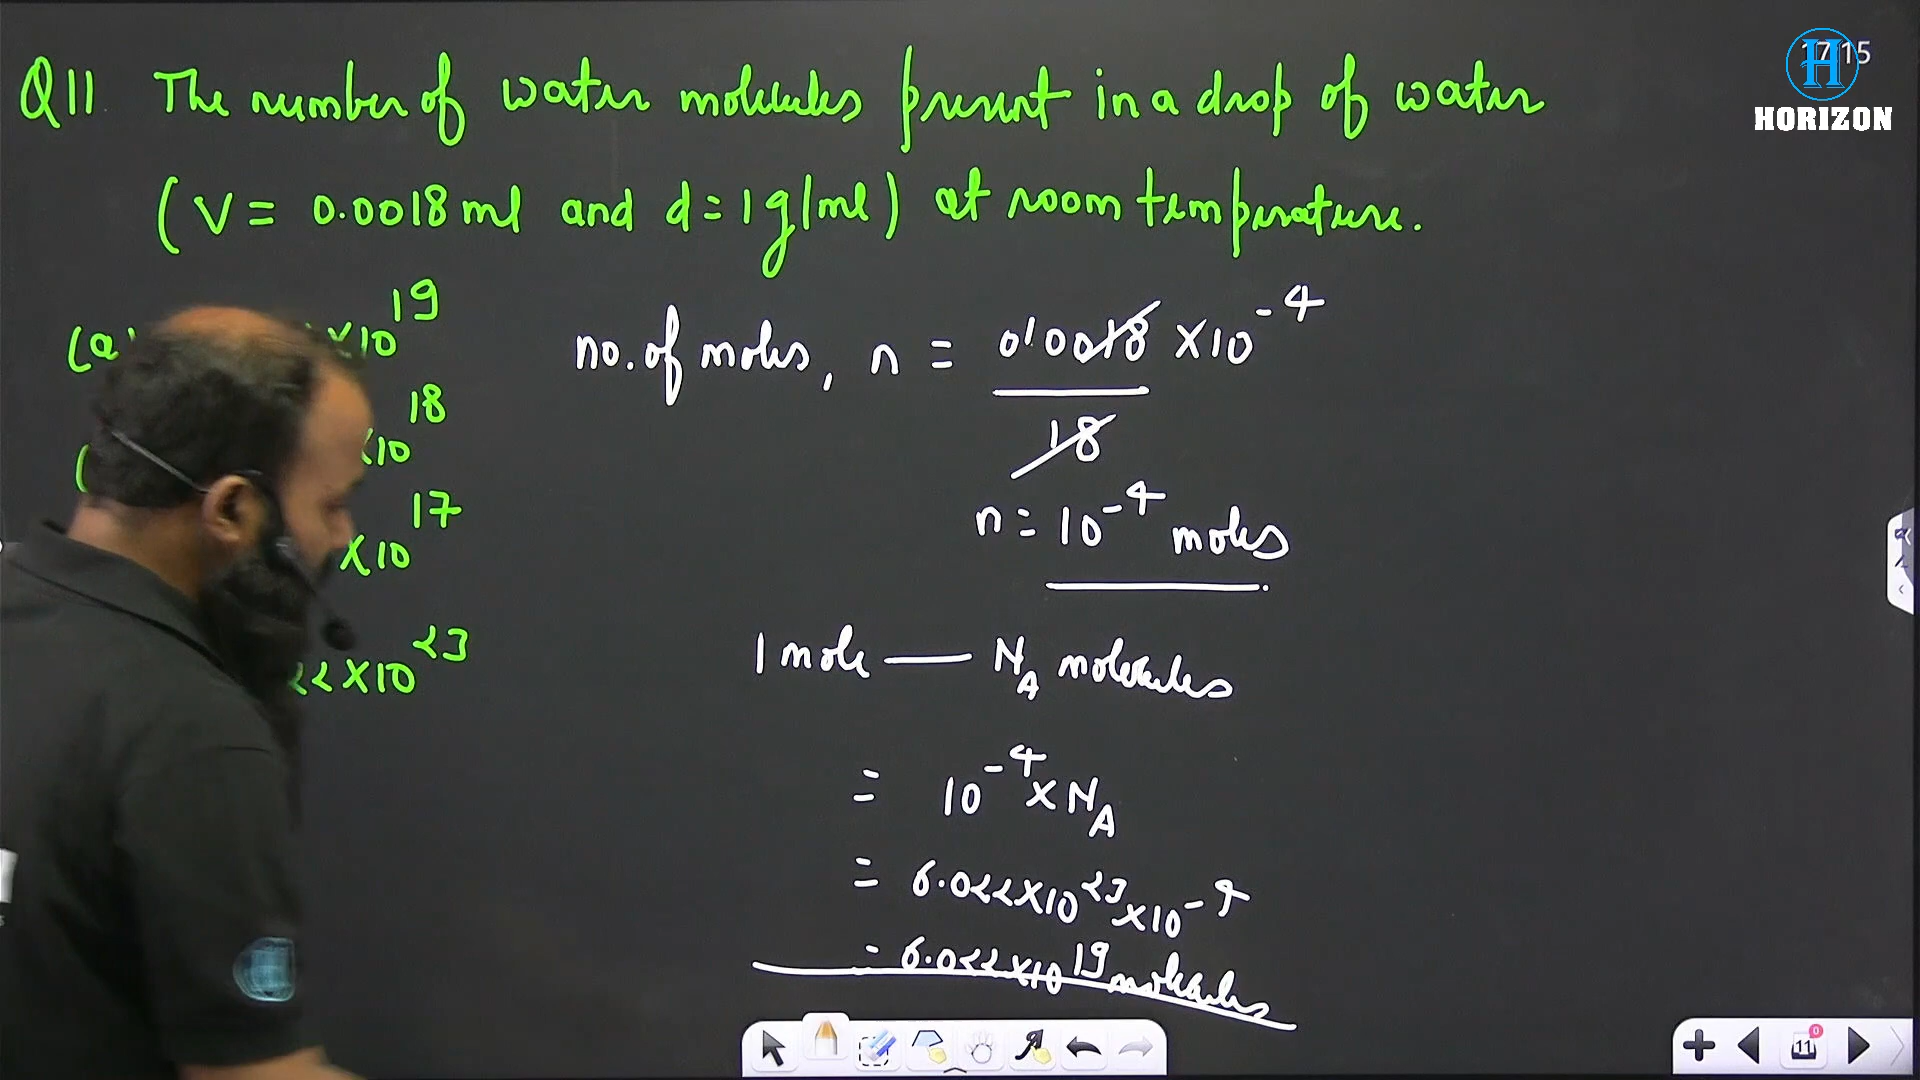 17:15
HORIZON
Q11 The number of water molecules present in a drop of water
(V = 0.0018 ml and d = 1 g/ml) at room temperature.
(a) ×10^19
( ×10^18
×10^17
22×10^23
no. of moles, n = 0.0018 ×10^-4
18
n = 10^-4 moles
1 mole — N_A molecules
= 10^-4 × N_A
= 6.022×10^23 × 10^-4
= 6.022×10^19 molecules
11